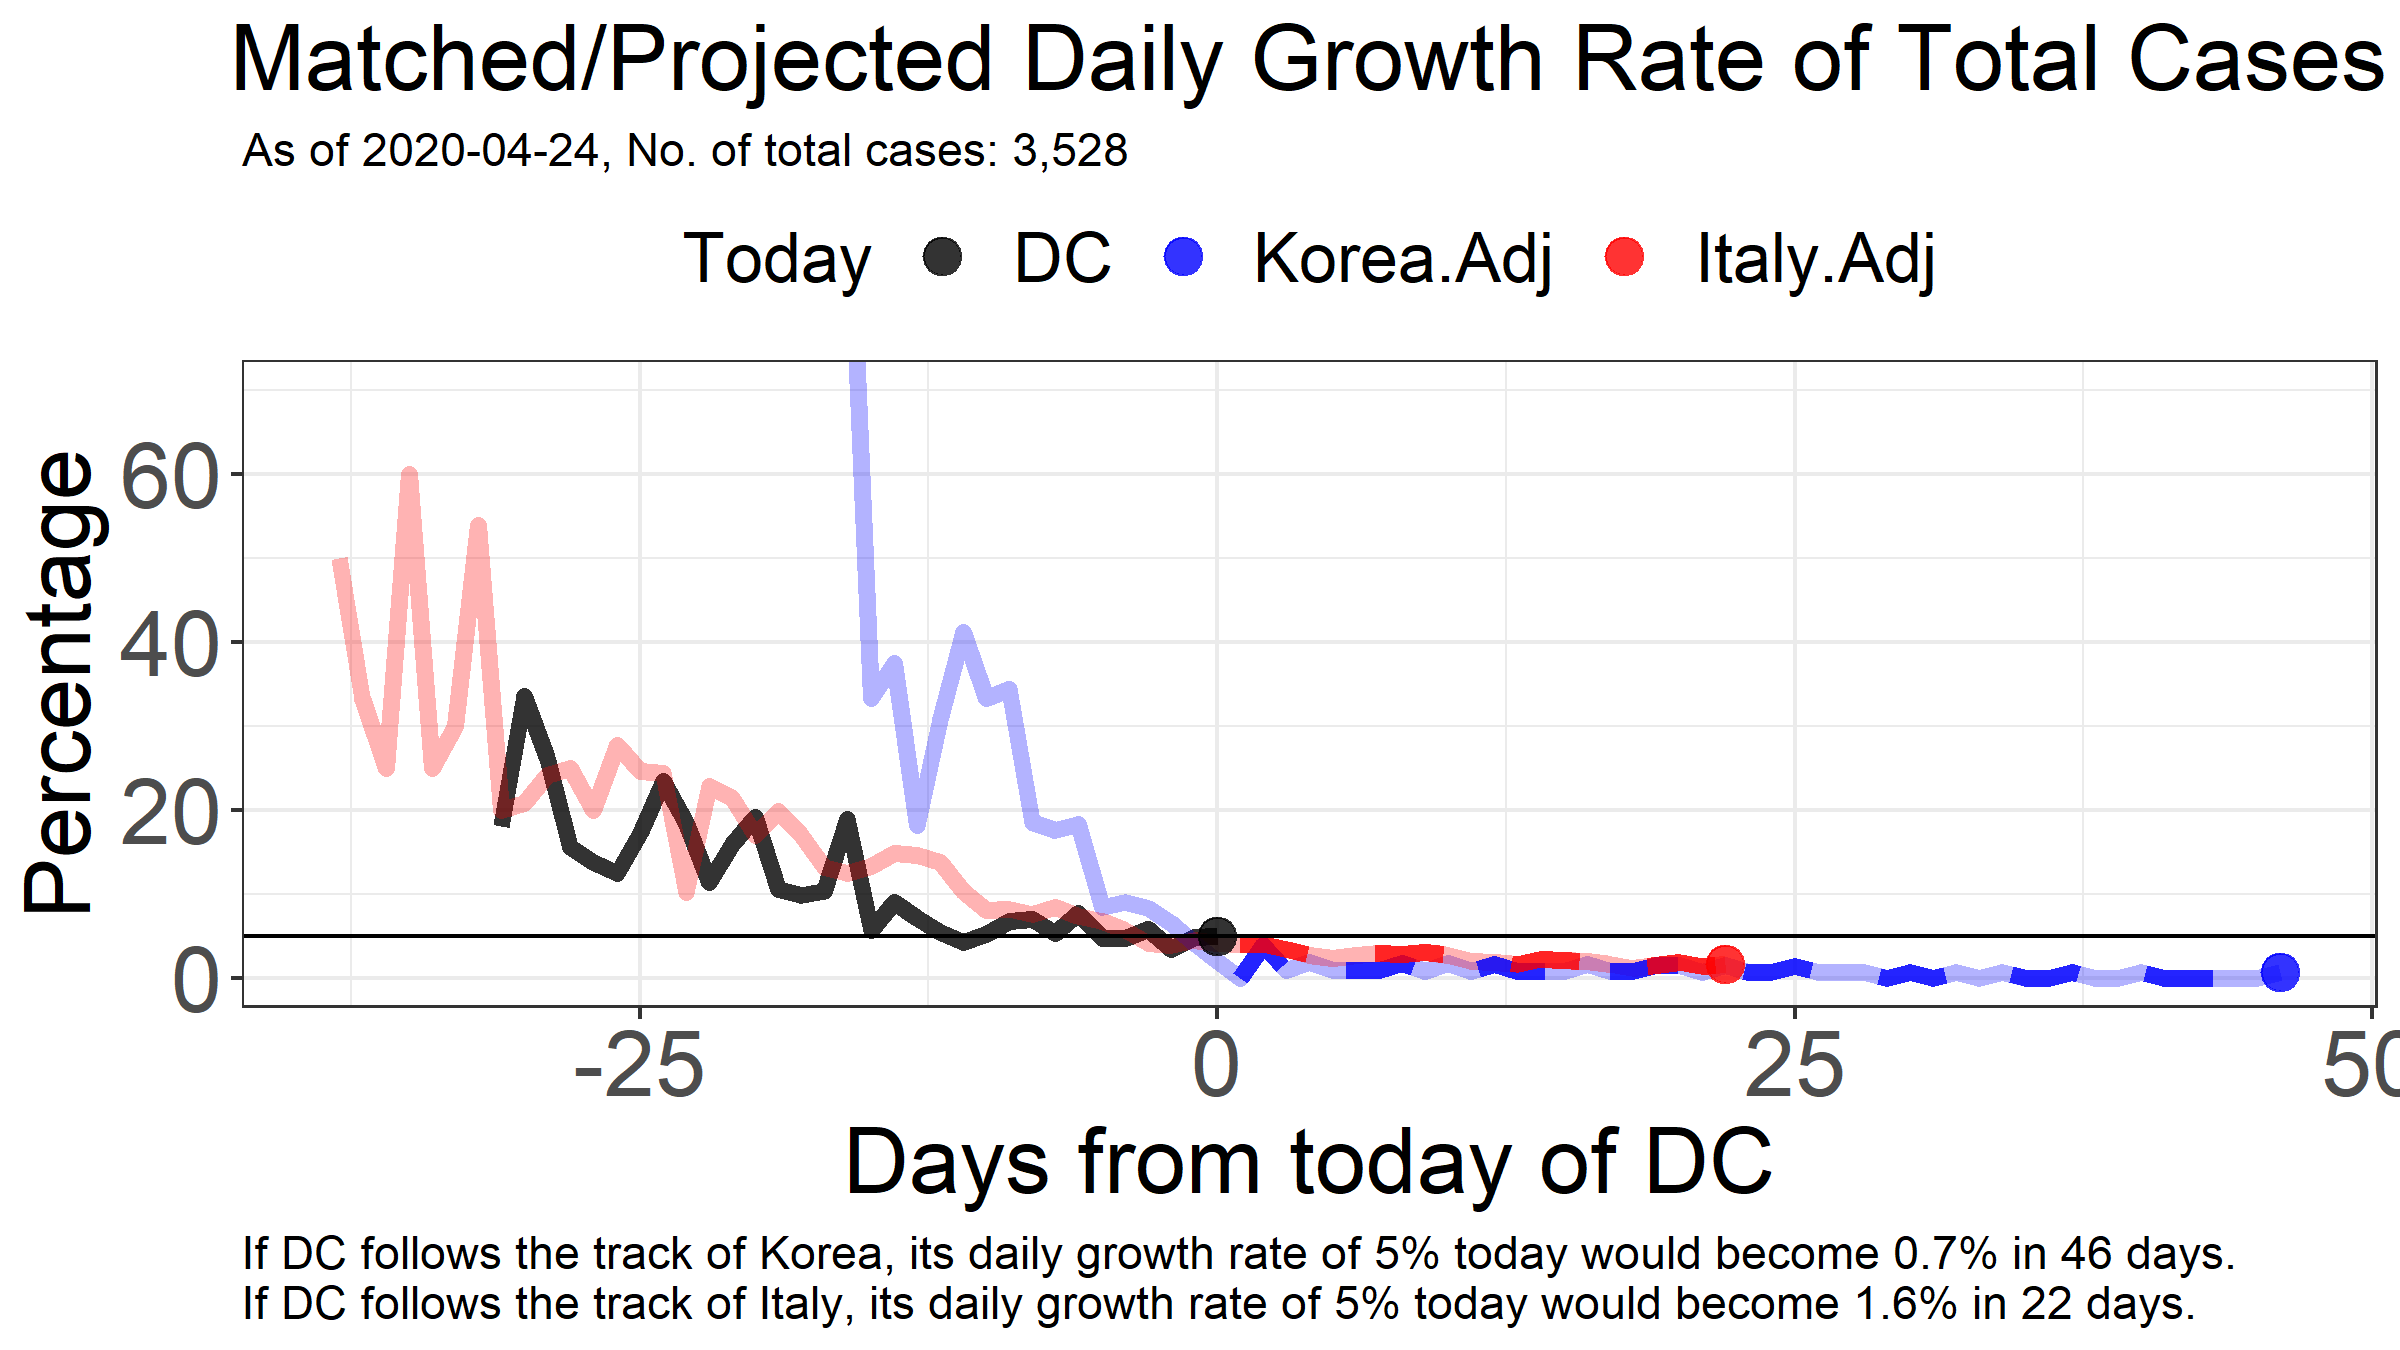 Matched/Projected Daily Growth Rate of Total Cases
As of 2020-04-24, No. of total cases: 3,528
Today DC Korea.Adj Italy.Adj
Percentage
60
40
20
0
-25 0 25 50
Days from today of DC
If DC follows the track of Korea, its daily growth rate of 5% today would become 0.7% in 46 days.
If DC follows the track of Italy, its daily growth rate of 5% today would become 1.6% in 22 days.